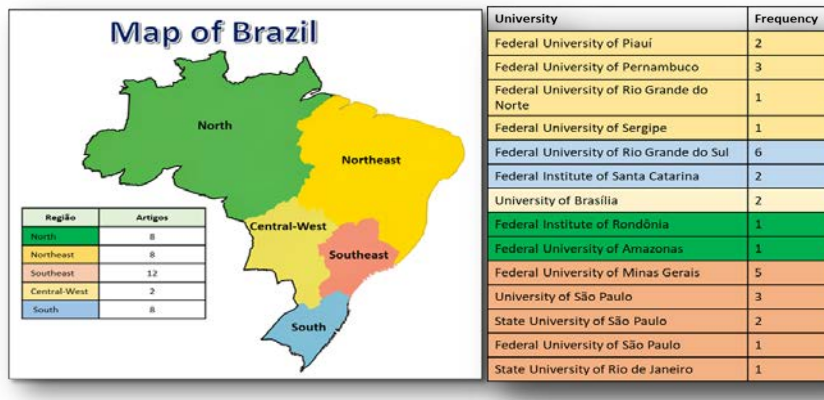 Map of Brazil
North
Northeast
Central-West
Southeast
South
Região Artigos
North 8
Northeast 8
Southeast 12
Central-West 2
South 8
University Frequency
Federal University of Piauí 2
Federal University of Pernambuco 3
Federal University of Rio Grande do
Norte 1
Federal University of Sergipe 1
Federal University of Rio Grande do Sul 6
Federal Institute of Santa Catarina 2
University of Brasília 2
Federal Institute of Rondônia 1
Federal University of Amazonas 1
Federal University of Minas Gerais 5
University of São Paulo 3
State University of São Paulo 2
Federal University of São Paulo 1
State University of Rio de Janeiro 1